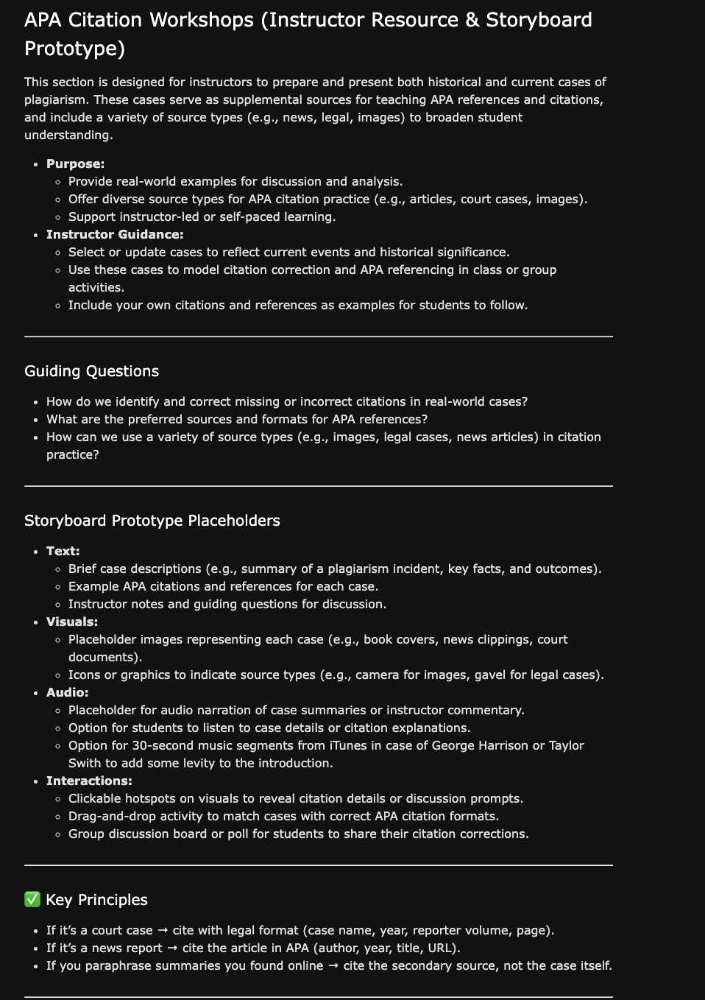 APA Citation Workshops (Instructor Resource & Storyboard
Prototype)
This section is designed for instructors to prepare and present both historical and current cases of
plagiarism. These cases serve as supplemental sources for teaching APA references and citations,
and include a variety of source types (e.g., news, legal, images) to broaden student
understanding.
• Purpose:
◦ Provide real-world examples for discussion and analysis.
◦ Offer diverse source types for APA citation practice (e.g., articles, court cases, images).
◦ Support instructor-led or self-paced learning.
• Instructor Guidance:
◦ Select or update cases to reflect current events and historical significance.
◦ Use these cases to model citation correction and APA referencing in class or group
activities.
◦ Include your own citations and references as examples for students to follow.
Guiding Questions
• How do we identify and correct missing or incorrect citations in real-world cases?
• What are the preferred sources and formats for APA references?
• How can we use a variety of source types (e.g., images, legal cases, news articles) in citation
practice?
Storyboard Prototype Placeholders
• Text:
◦ Brief case descriptions (e.g., summary of a plagiarism incident, key facts, and outcomes).
◦ Example APA citations and references for each case.
◦ Instructor notes and guiding questions for discussion.
• Visuals:
◦ Placeholder images representing each case (e.g., book covers, news clippings, court
documents).
◦ Icons or graphics to indicate source types (e.g., camera for images, gavel for legal cases).
• Audio:
◦ Placeholder for audio narration of case summaries or instructor commentary.
◦ Option for students to listen to case details or citation explanations.
◦ Option for 30-second music segments from iTunes in case of George Harrison or Taylor
Swith to add some levity to the introduction.
• Interactions:
◦ Clickable hotspots on visuals to reveal citation details or discussion prompts.
◦ Drag-and-drop activity to match cases with correct APA citation formats.
◦ Group discussion board or poll for students to share their citation corrections.
✅ Key Principles
• If it’s a court case → cite with legal format (case name, year, reporter volume, page).
• If it’s a news report → cite the article in APA (author, year, title, URL).
• If you paraphrase summaries you found online → cite the secondary source, not the case itself.